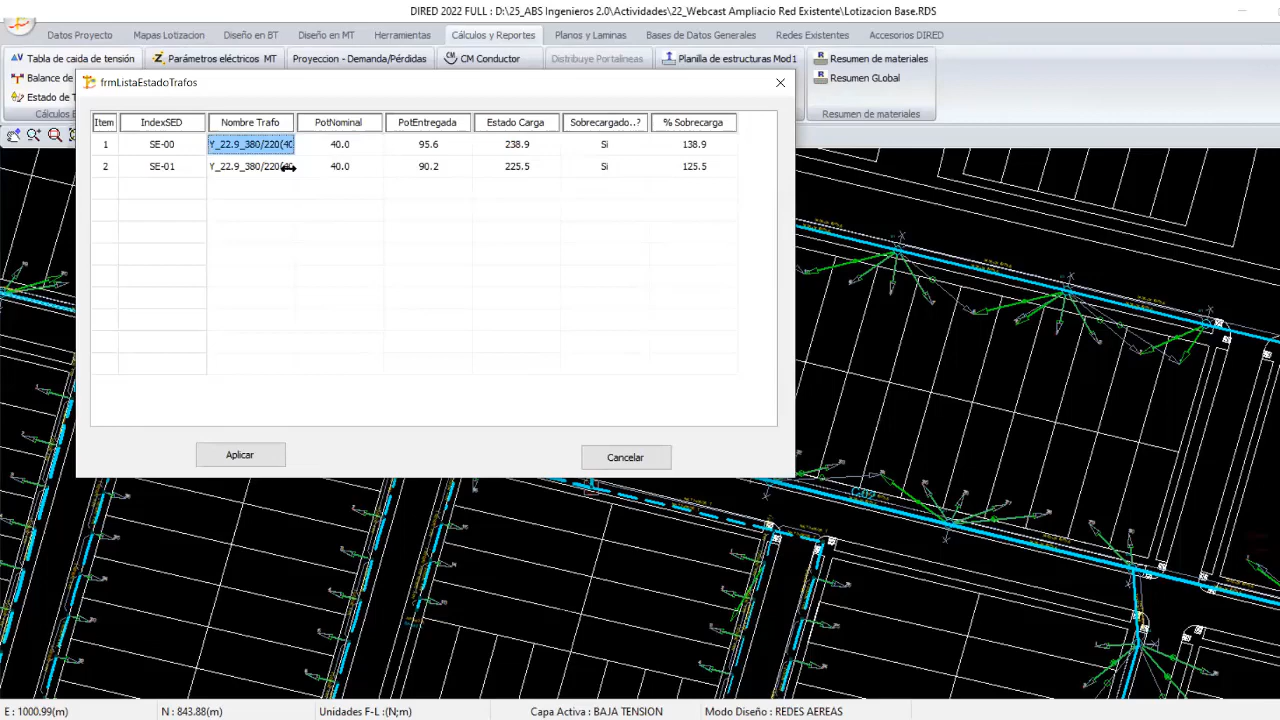 DIRED 2022 FULL : D:\25_ABS Ingenieros 2.0\Actividades\22_Webcast Ampliacio Red Existente\Lotizacion Base.RDS
Datos Proyecto Mapas Lotizacion Diseño en BT Diseño en MT Herramientas Cálculos y Reportes Planos y Laminas Bases de Datos Generales Redes Existentes Accesorios DIRED
Tabla de caida de tensión Parámetros eléctricos MT Proyeccion - Demanda/Pérdidas CM Conductor Distribuye Portalineas Planilla de estructuras Mod1 Resumen de materiales
Balance de Resumen GLobal
Estado de T
Cálculos E Resumen de materiales
frmListaEstadoTrafos
Item IndexSED Nombre Trafo PotNominal PotEntregada Estado Carga Sobrecargado..? % Sobrecarga
1 SE-00 Y_22.9_380/220(40 40.0 95.6 238.9 Si 138.9
2 SE-01 Y_22.9_380/220(40 40.0 90.2 225.5 Si 125.5
Aplicar Cancelar
E : 1000.99(m) N : 843.88(m) Unidades F-L :(N;m) Capa Activa : BAJA TENSION Modo Diseño : REDES AEREAS